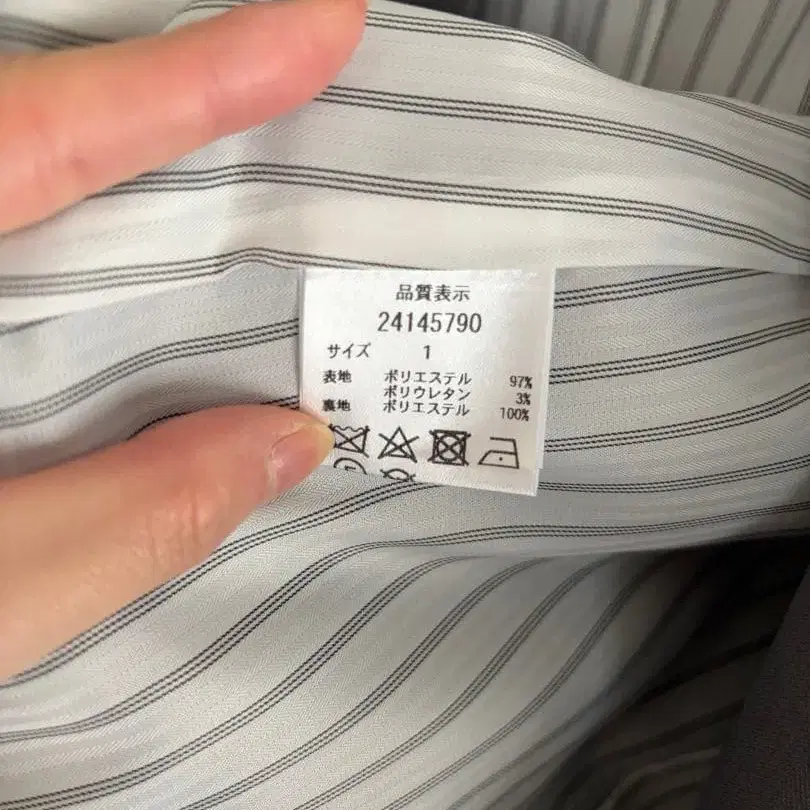 品質表示
24145790
サイズ 1
表地 ポリエステル 97%
ポリウレタン 3%
裏地 ポリエステル 100%